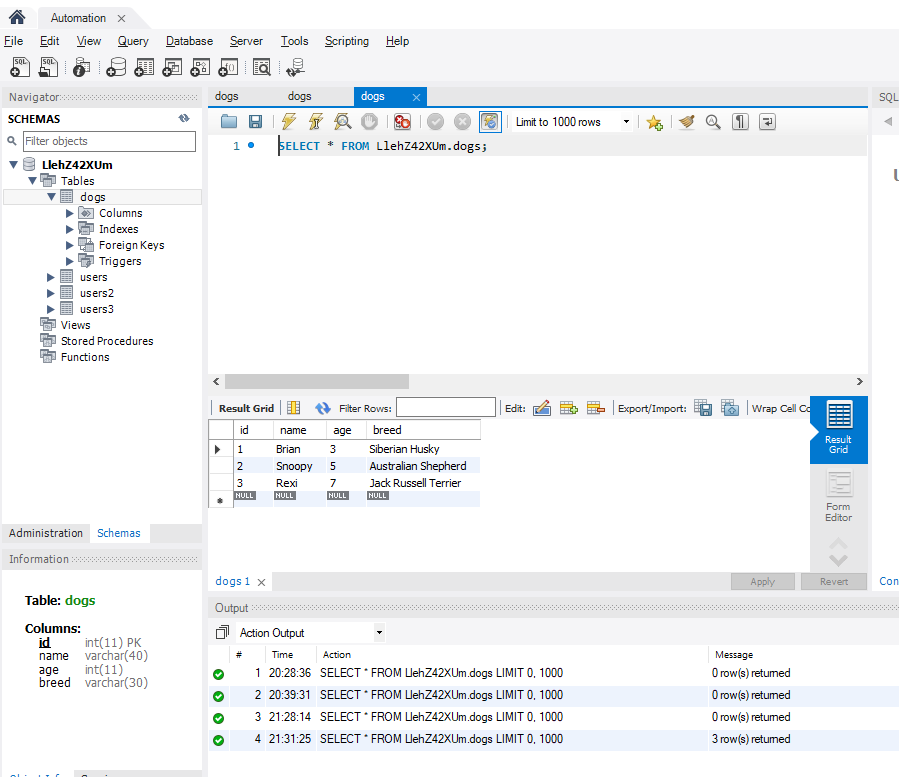 Automation
File Edit View Query Database Server Tools Scripting Help
Navigator
SCHEMAS
Filter objects
LlehZ42XUm
Tables
dogs
Columns
Indexes
Foreign Keys
Triggers
users
users2
users3
Views
Stored Procedures
Functions
Administration Schemas
Information
Table: dogs
Columns:
id int(11) PK
name varchar(40)
age int(11)
breed varchar(30)
dogs dogs dogs
Limit to 1000 rows
1 SELECT * FROM LlehZ42XUm.dogs;
Result Grid Filter Rows: Edit: Export/Import: Wrap Cell
id name age breed
1 Brian 3 Siberian Husky
2 Snoopy 5 Australian Shepherd
3 Rexi 7 Jack Russell Terrier
NULL NULL NULL NULL
Result
Grid
Form
Editor
dogs 1 Apply Revert
Output
Action Output
# Time Action Message
1 20:28:36 SELECT * FROM LlehZ42XUm.dogs LIMIT 0, 1000 0 row(s) returned
2 20:39:31 SELECT * FROM LlehZ42XUm.dogs LIMIT 0, 1000 0 row(s) returned
3 21:28:14 SELECT * FROM LlehZ42XUm.dogs LIMIT 0, 1000 0 row(s) returned
4 21:31:25 SELECT * FROM LlehZ42XUm.dogs LIMIT 0, 1000 3 row(s) returned
SQL